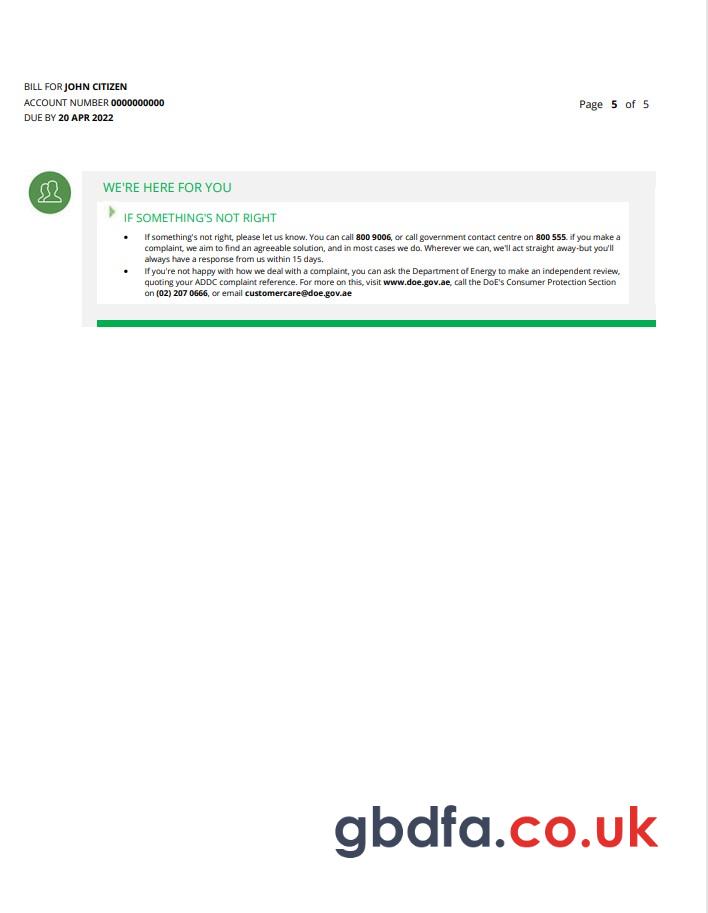 BILL FOR JOHN CITIZEN
ACCOUNT NUMBER 0000000000
DUE BY 20 APR 2022
Page 5 of 5
WE'RE HERE FOR YOU
IF SOMETHING'S NOT RIGHT
• If something's not right, please let us know. You can call 800 9006, or call government contact centre on 800 555. if you make a
complaint, we aim to find an agreeable solution, and in most cases we do. Wherever we can, we'll act straight away-but you'll
always have a response from us within 15 days.
• If you're not happy with how we deal with a complaint, you can ask the Department of Energy to make an independent review,
quoting your ADDC complaint reference. For more on this, visit www.doe.gov.ae, call the DoE's Consumer Protection Section
on (02) 207 0666, or email customercare@doe.gov.ae
gbdfa.co.uk